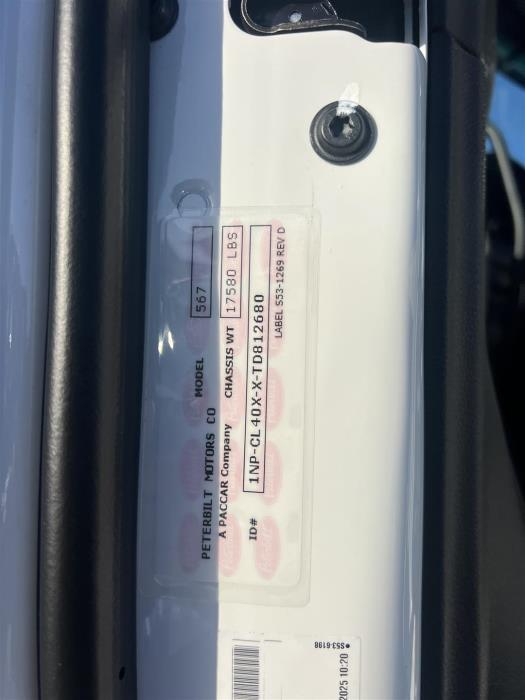 PETERBILT MOTORS CO MODEL 567
A PACCAR Company CHASSIS WT 17580 LBS
ID# 1NP-CL40X-X-TD812680
LABEL S53-1269 REV D
S53-6198
2025 10:20